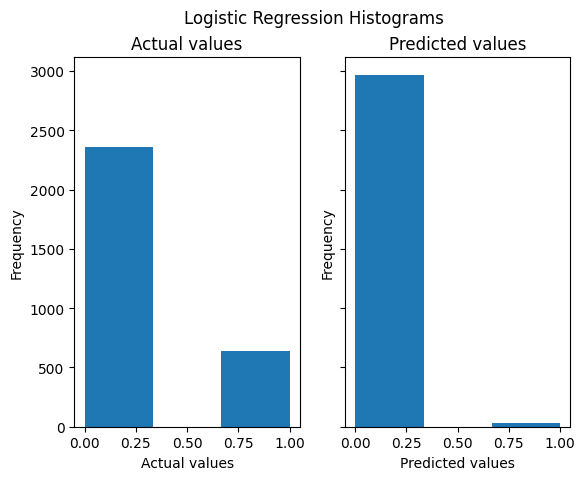 Logistic Regression Histograms
Actual values
Predicted values
3000
2500
2000
1500
1000
500
0
Frequency
Frequency
0.00 0.25 0.50 0.75 1.00
0.00 0.25 0.50 0.75 1.00
Actual values
Predicted values